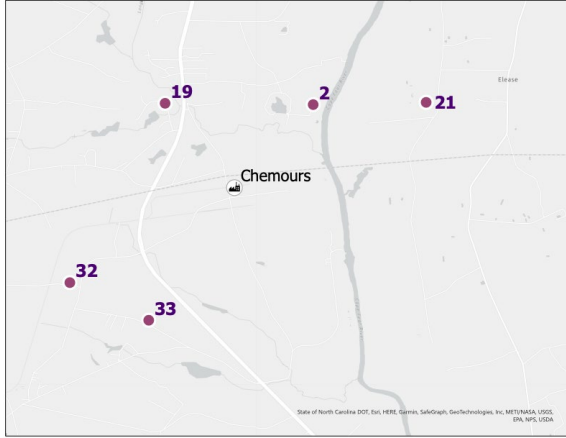 19
2
21
Elease
Chemours
32
33
State of North Carolina DOT, Esri, HERE, Garmin, SafeGraph, GeoTechnologies, Inc, METI/NASA, USGS,
EPA, NPS, USDA